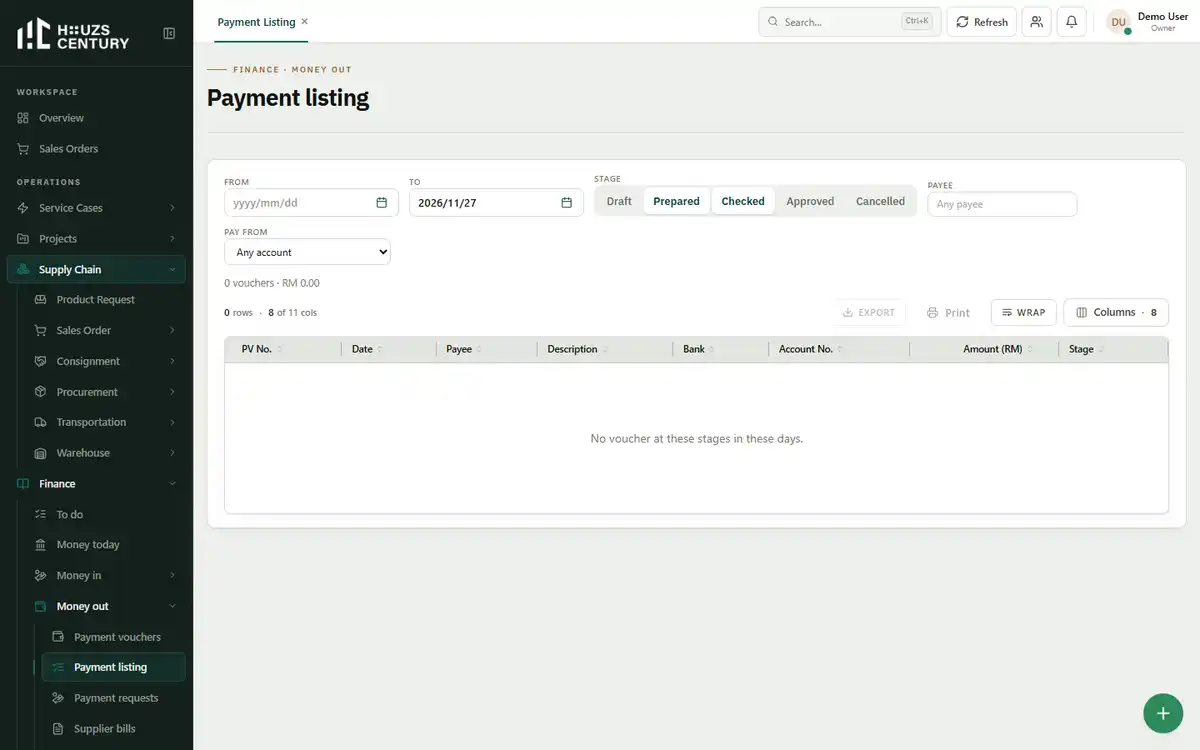 HOUZS
CENTURY
WORKSPACE
Overview
Sales Orders
OPERATIONS
Service Cases
Projects
Supply Chain
Product Request
Sales Order
Consignment
Procurement
Transportation
Warehouse
Finance
To do
Money today
Money in
Money out
Payment vouchers
Payment listing
Payment requests
Supplier bills
Payment Listing ×
Search... Ctrl+K
Refresh
DU
Demo User
Owner
FINANCE · MONEY OUT
Payment listing
FROM
yyyy/mm/dd
TO
2026/11/27
STAGE
Draft Prepared Checked Approved Cancelled
PAYEE
Any payee
PAY FROM
Any account
0 vouchers · RM 0.00
0 rows · 8 of 11 cols
EXPORT Print WRAP Columns · 8
PV No. Date Payee Description Bank Account No. Amount (RM) Stage
No voucher at these stages in these days.